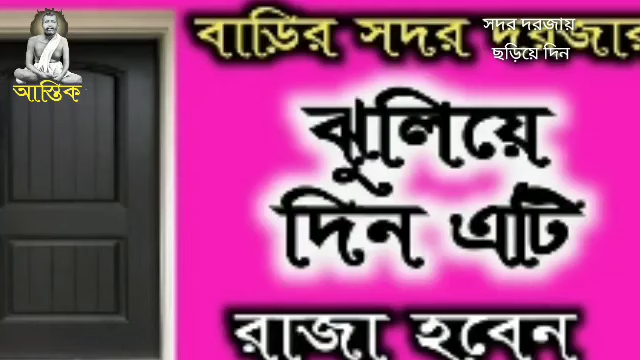 বাড়ির সদর দরজার
সদর দরজায়
ছড়িয়ে দিন
আস্তিক
ঝুলিয়ে
দিন এটি
রাজা হবেন